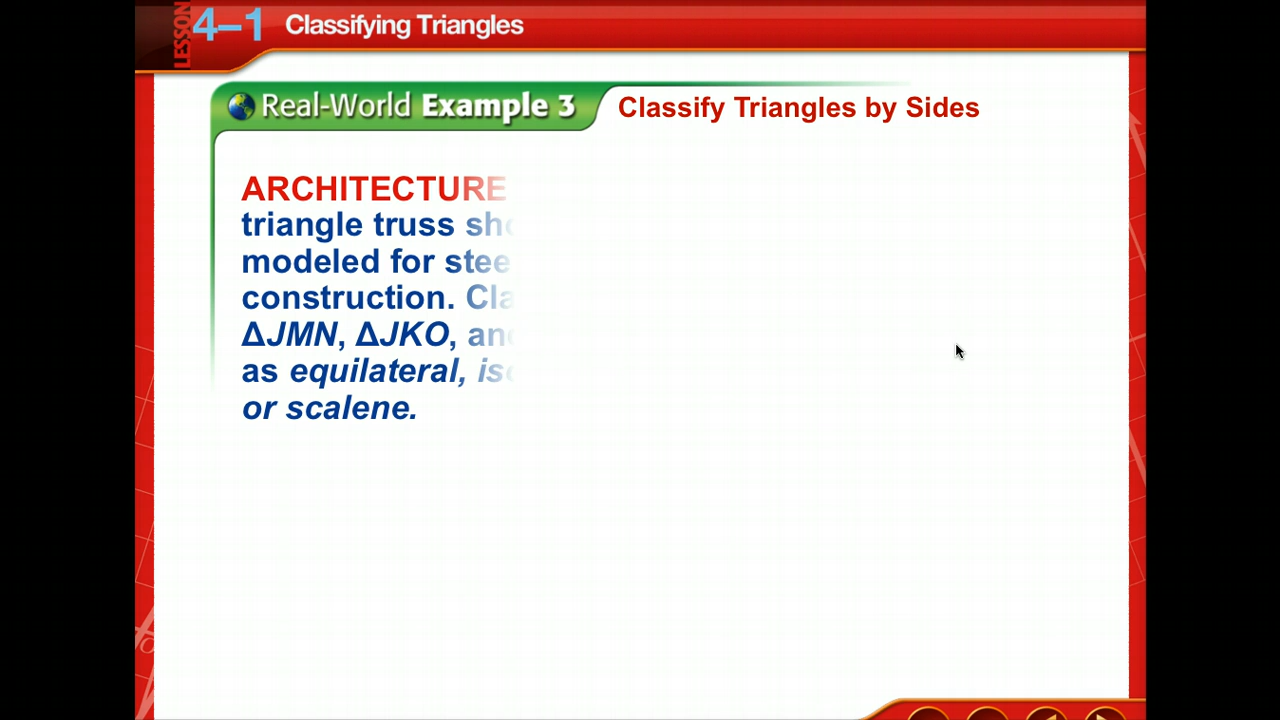 LESSON 4–1 Classifying Triangles
Real-World Example 3 Classify Triangles by Sides
ARCHITECTURE
triangle truss
modeled for
construction.
ΔJMN, ΔJKO,
as equilateral,
or scalene.